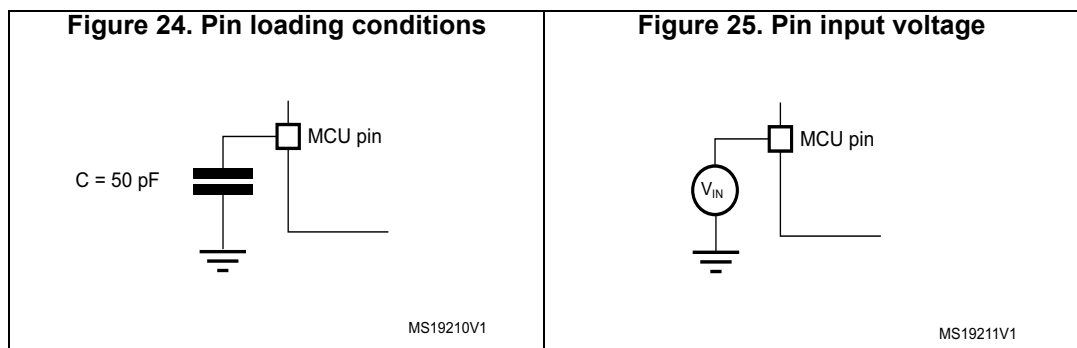 Figure 24. Pin loading conditions
MCU pin
C = 50 pF
MS19210V1
Figure 25. Pin input voltage
MCU pin
VIN
MS19211V1